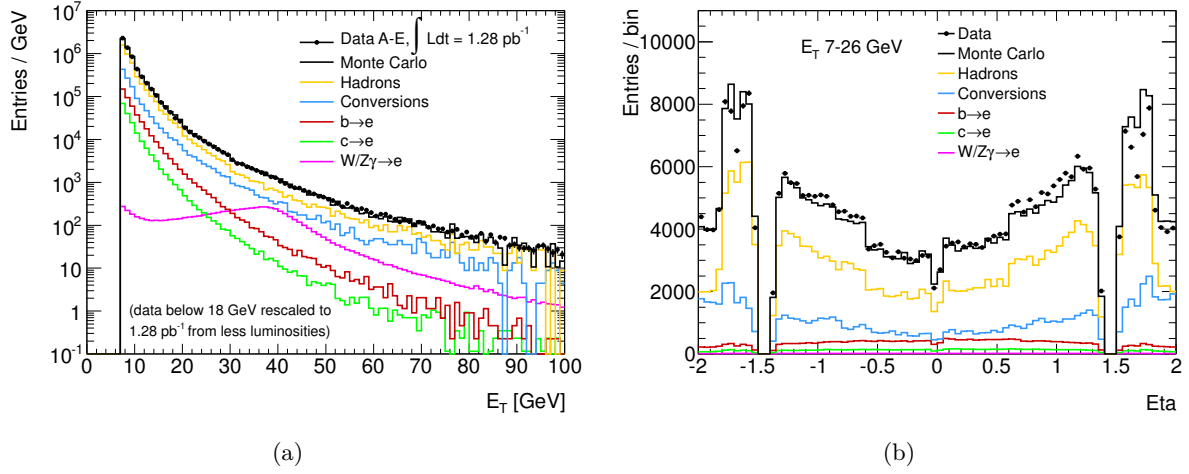 Entries / GeV
10^6
10^5
10^4
10^3
10^2
10
1
10^-1
0 10 20 30 40 50 60 70 80 90 100
E_T [GeV]
Data A-E, ∫ Ldt = 1.28 pb^-1
Monte Carlo
Hadrons
Conversions
b→e
c→e
W/Zγ→e
(data below 18 GeV rescaled to
1.28 pb^-1 from less luminosities)
(a)
Entries / bin
10000
8000
6000
4000
2000
0
-2 -1.5 -1 -0.5 0 0.5 1 1.5 2
Eta
E_T 7-26 GeV
Data
Monte Carlo
Hadrons
Conversions
b→e
c→e
W/Zγ→e
(b)